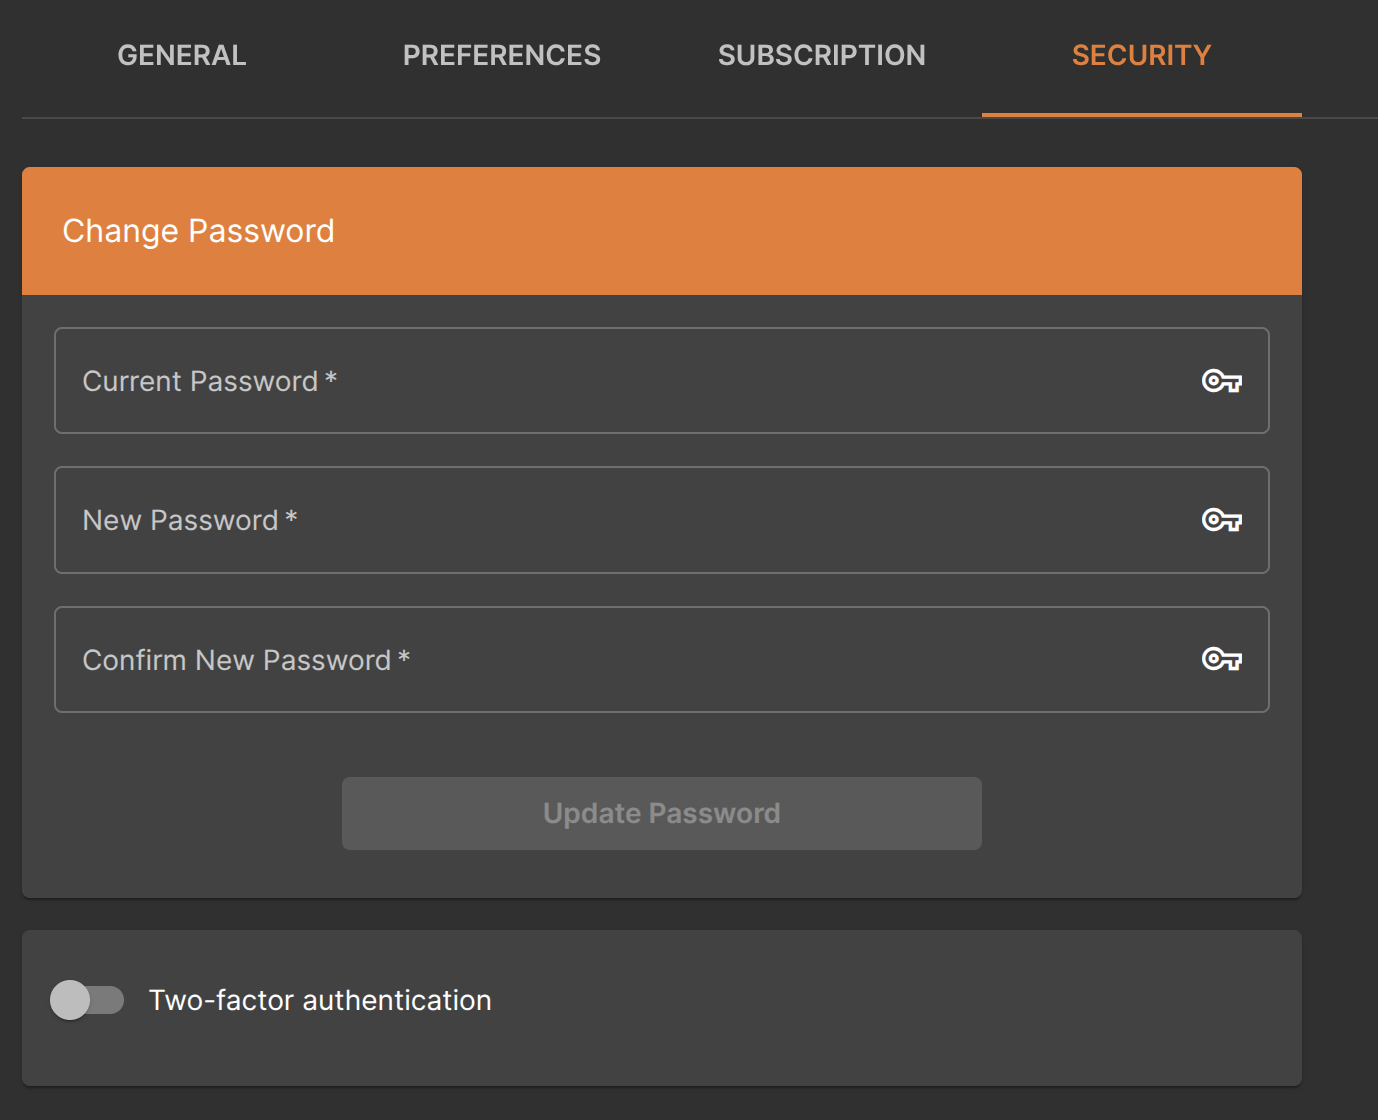 GENERAL PREFERENCES SUBSCRIPTION SECURITY
Change Password
Current Password *
New Password *
Confirm New Password *
Update Password
Two-factor authentication